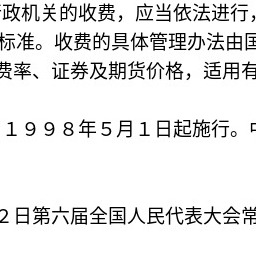 政机关的收费，应当依法进行，
标准。收费的具体管理办法由国
费率、证券及期货价格，适用有
１９９８年５月１日起施行。中
２日第六届全国人民代表大会常